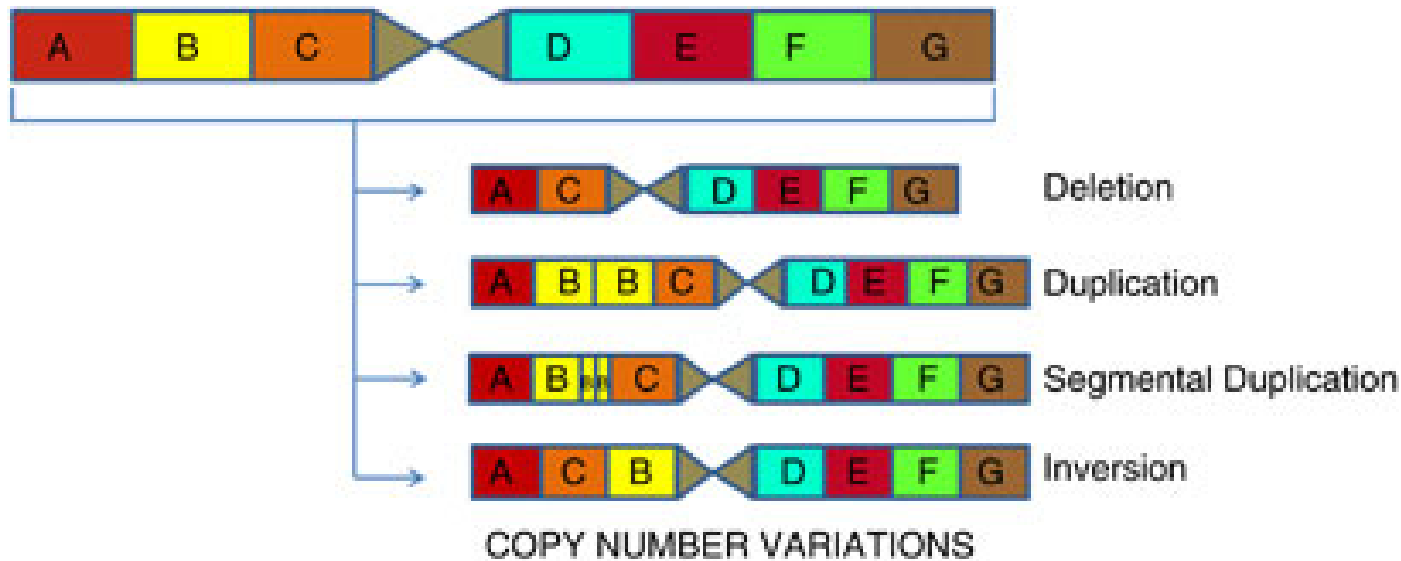 A B C D E F G
A C D E F G Deletion
A B B C D E F G Duplication
A B B B C D E F G Segmental Duplication
A C B D E F G Inversion
COPY NUMBER VARIATIONS